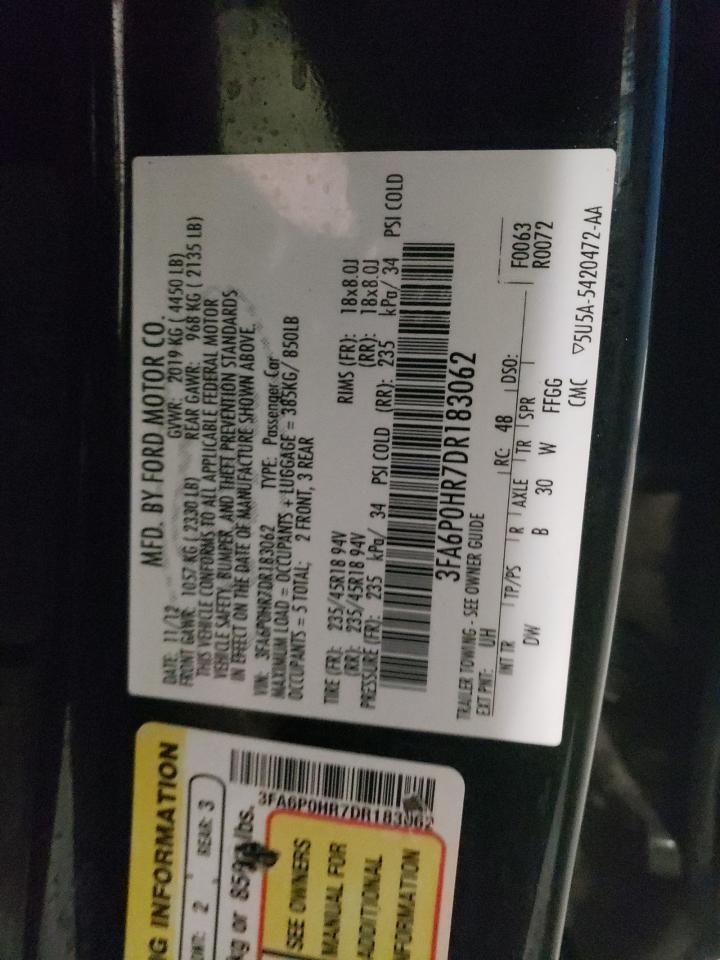 MFD. BY FORD MOTOR CO.
DATE: 11/12 GVWR: 2019 KG ( 4450 LB)
FRONT GAWR: 1057 KG ( 2330 LB) REAR GAWR: 968 KG ( 2135 LB)
THIS VEHICLE CONFORMS TO ALL APPLICABLE FEDERAL MOTOR
VEHICLE SAFETY, BUMPER, AND THEFT PREVENTION STANDARDS
IN EFFECT ON THE DATE OF MANUFACTURE SHOWN ABOVE.
VIN: 3FA6P0HR7DR183062 TYPE: Passenger Car
MAXIMUM LOAD = OCCUPANTS + LUGGAGE = 385KG/ 850LB
OCCUPANTS = 5 TOTAL; 2 FRONT, 3 REAR
TIRE (FR): 235/45R18 94V RIMS (FR): 18x8.0J
(RR): 235/45R18 94V (RR): 18x8.0J
PRESSURE (FR): 235 kPa/ 34 PSI COLD (RR): 235 kPa/ 34 PSI COLD
3FA6P0HR7DR183062
TRAILER TOWING - SEE OWNER GUIDE
EXT PNT: UH RC: 48 DSO: F0063
R0072
INT TR TP/PS R AXLE TR SPR
DW B 30 W FFGG
CMC ▽5U5A-5420472-AA
NG INFORMATION
2 REAR: 3
kg or lbs.
3FA6P0HR7DR183062
SEE OWNERS
MANUAL FOR
ADDITIONAL
INFORMATION